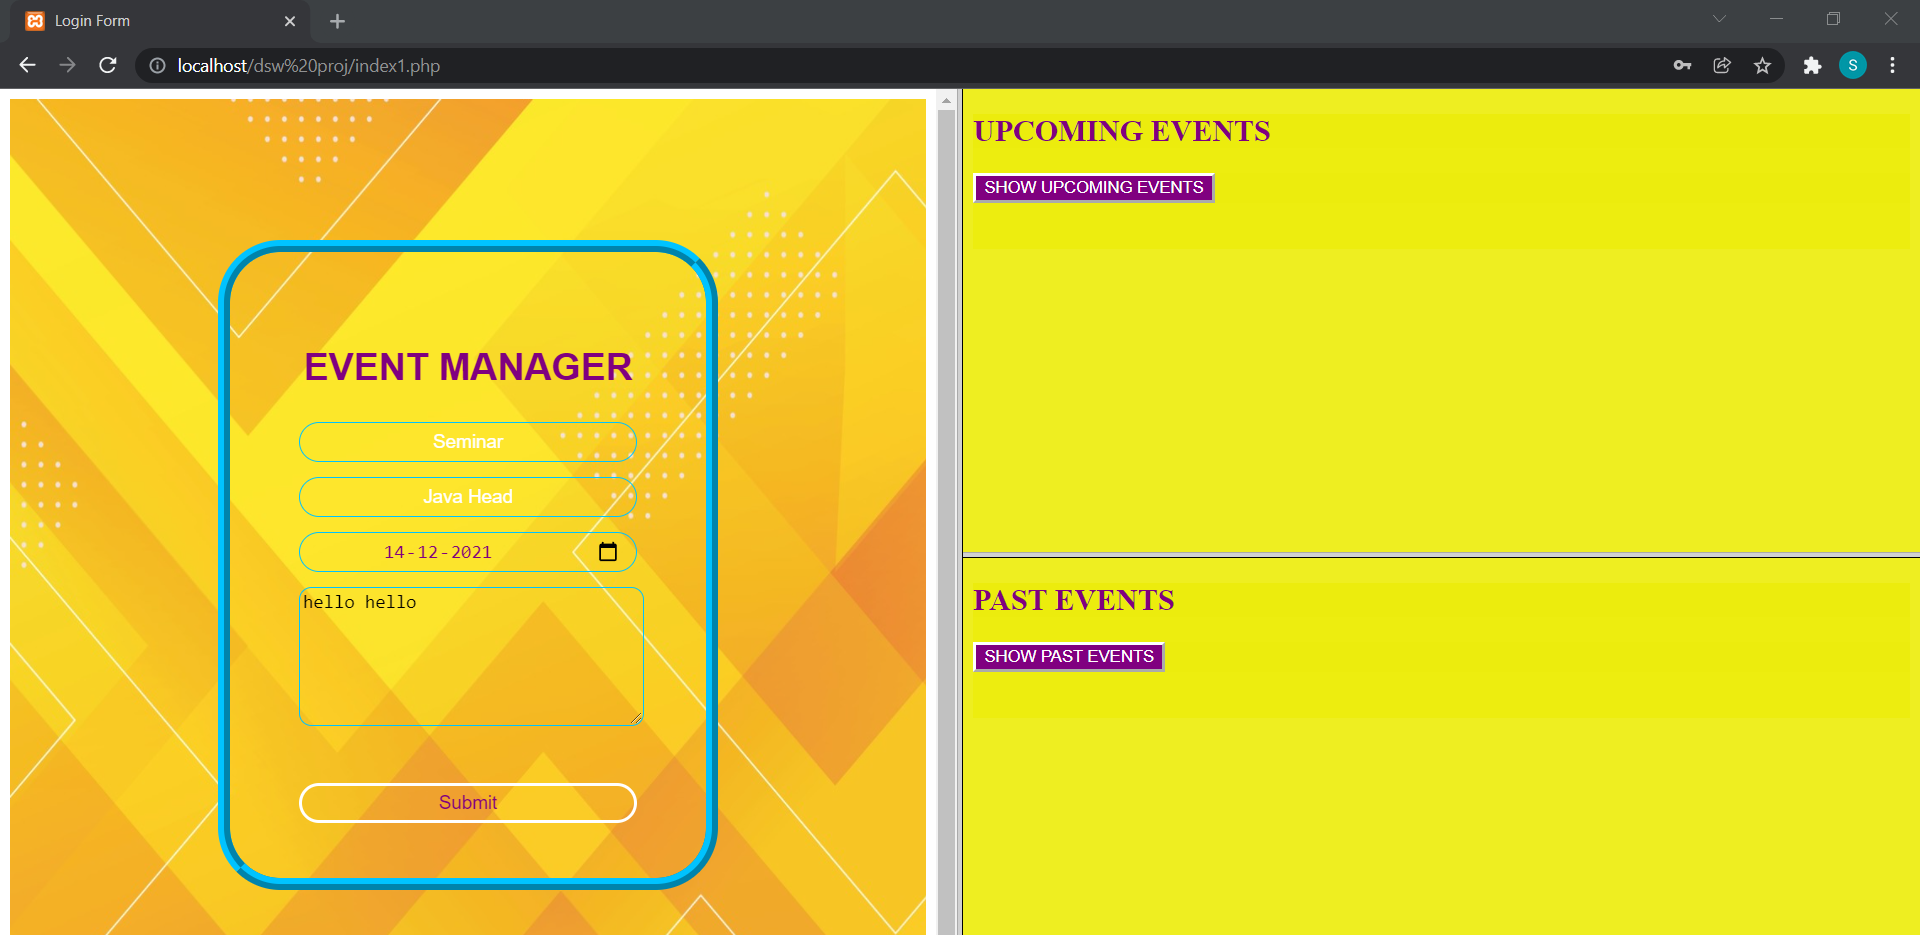 Login Form
localhost/dsw%20proj/index1.php
S
EVENT MANAGER
Seminar
Java Head
14-12-2021
hello hello
Submit
UPCOMING EVENTS
SHOW UPCOMING EVENTS
PAST EVENTS
SHOW PAST EVENTS